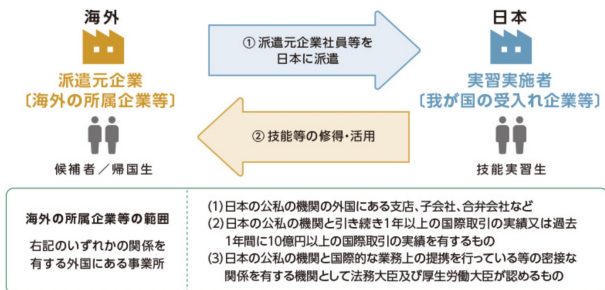 海外
日本
派遣元企業
〔海外の所属企業等〕
① 派遣元企業社員等を
日本に派遣
実習実施者
〔我が国の受入れ企業等〕
② 技能等の修得・活用
候補者／帰国生
技能実習生
海外の所属企業等の範囲
右記のいずれかの関係を
有する外国にある事業所
(1)日本の公私の機関の外国にある支店、子会社、合弁会社など
(2)日本の公私の機関と引き続き1年以上の国際取引の実績又は過去
1年間に10億円以上の国際取引の実績を有するもの
(3)日本の公私の機関と国際的な業務上の提携を行っている等の密接な
関係を有する機関として法務大臣及び厚生労働大臣が認めるもの